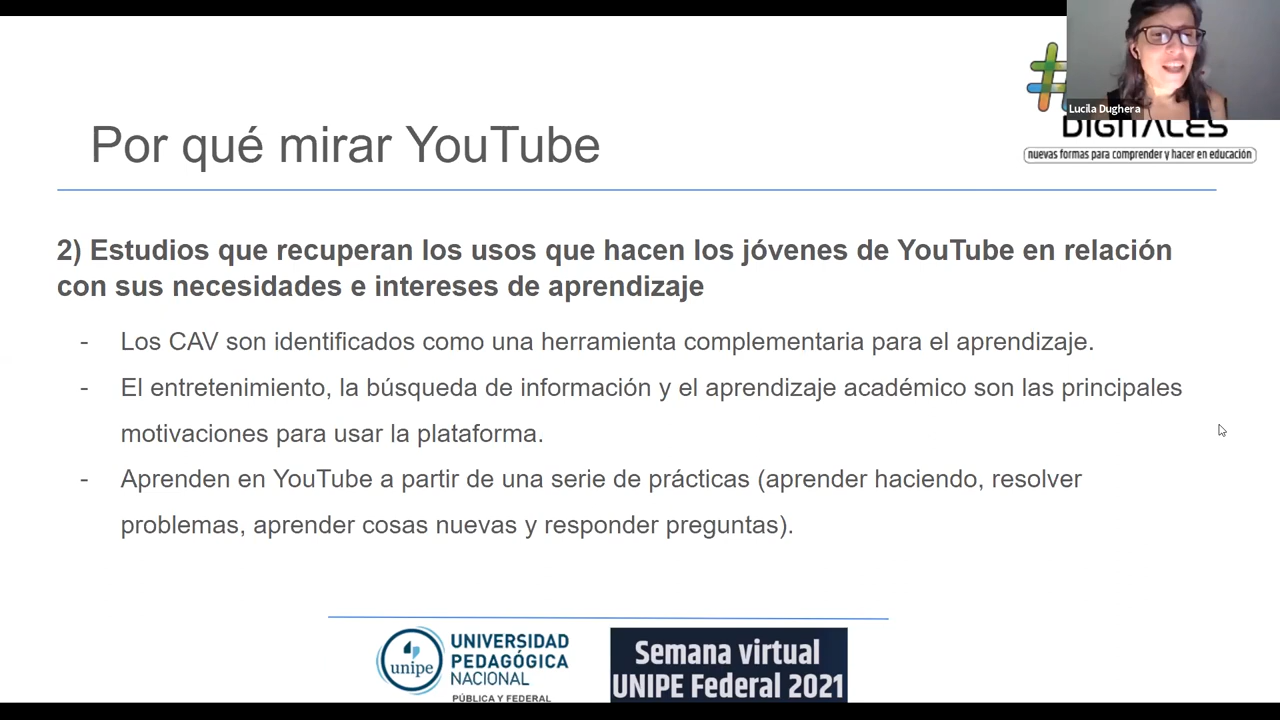 Lucila Dughera
#
DIGITALES
nuevas formas para comprender y hacer en educación
Por qué mirar YouTube
2) Estudios que recuperan los usos que hacen los jóvenes de YouTube en relación
con sus necesidades e intereses de aprendizaje
- Los CAV son identificados como una herramienta complementaria para el aprendizaje.
- El entretenimiento, la búsqueda de información y el aprendizaje académico son las principales
motivaciones para usar la plataforma.
- Aprenden en YouTube a partir de una serie de prácticas (aprender haciendo, resolver
problemas, aprender cosas nuevas y responder preguntas).
unipe
UNIVERSIDAD
PEDAGÓGICA
NACIONAL
PÚBLICA Y FEDERAL
Semana virtual
UNIPE Federal 2021